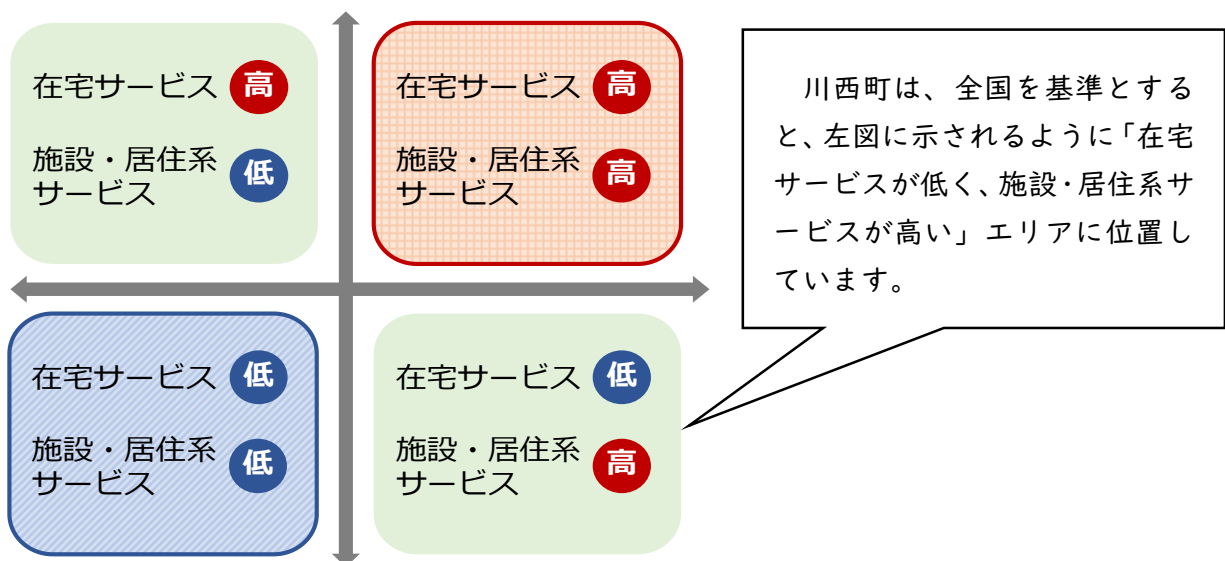 在宅サービス 高
施設・居住系 低
サービス
在宅サービス 高
施設・居住系 高
サービス
在宅サービス 低
施設・居住系 低
サービス
在宅サービス 低
施設・居住系 高
サービス
川西町は、全国を基準とする
と、左図に示されるように「在宅
サービスが低く、施設・居住系サ
ービスが高い」エリアに位置し
ています。